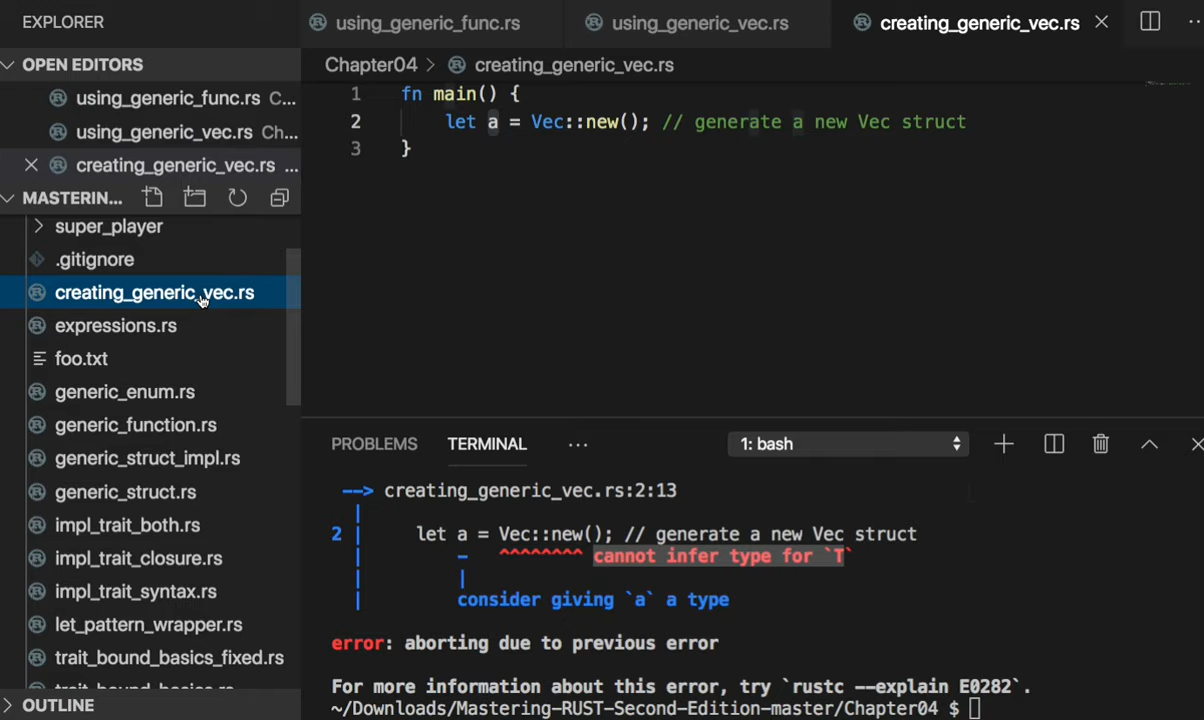 EXPLORER
using_generic_func.rs
using_generic_vec.rs
creating_generic_vec.rs
OPEN EDITORS
using_generic_func.rs C...
using_generic_vec.rs Ch...
creating_generic_vec.rs ...
MASTERIN...
super_player
.gitignore
creating_generic_vec.rs
expressions.rs
foo.txt
generic_enum.rs
generic_function.rs
generic_struct_impl.rs
generic_struct.rs
impl_trait_both.rs
impl_trait_closure.rs
impl_trait_syntax.rs
let_pattern_wrapper.rs
trait_bound_basics_fixed.rs
OUTLINE
Chapter04 > creating_generic_vec.rs
1 fn main() {
2 let a = Vec::new(); // generate a new Vec struct
3 }
PROBLEMS TERMINAL ... 1: bash
--> creating_generic_vec.rs:2:13
|
2 | let a = Vec::new(); // generate a new Vec struct
| - ^^^^^^^^ cannot infer type for `T`
| |
| consider giving `a` a type
error: aborting due to previous error
For more information about this error, try `rustc --explain E0282`.
~/Downloads/Mastering-RUST-Second-Edition-master/Chapter04 $